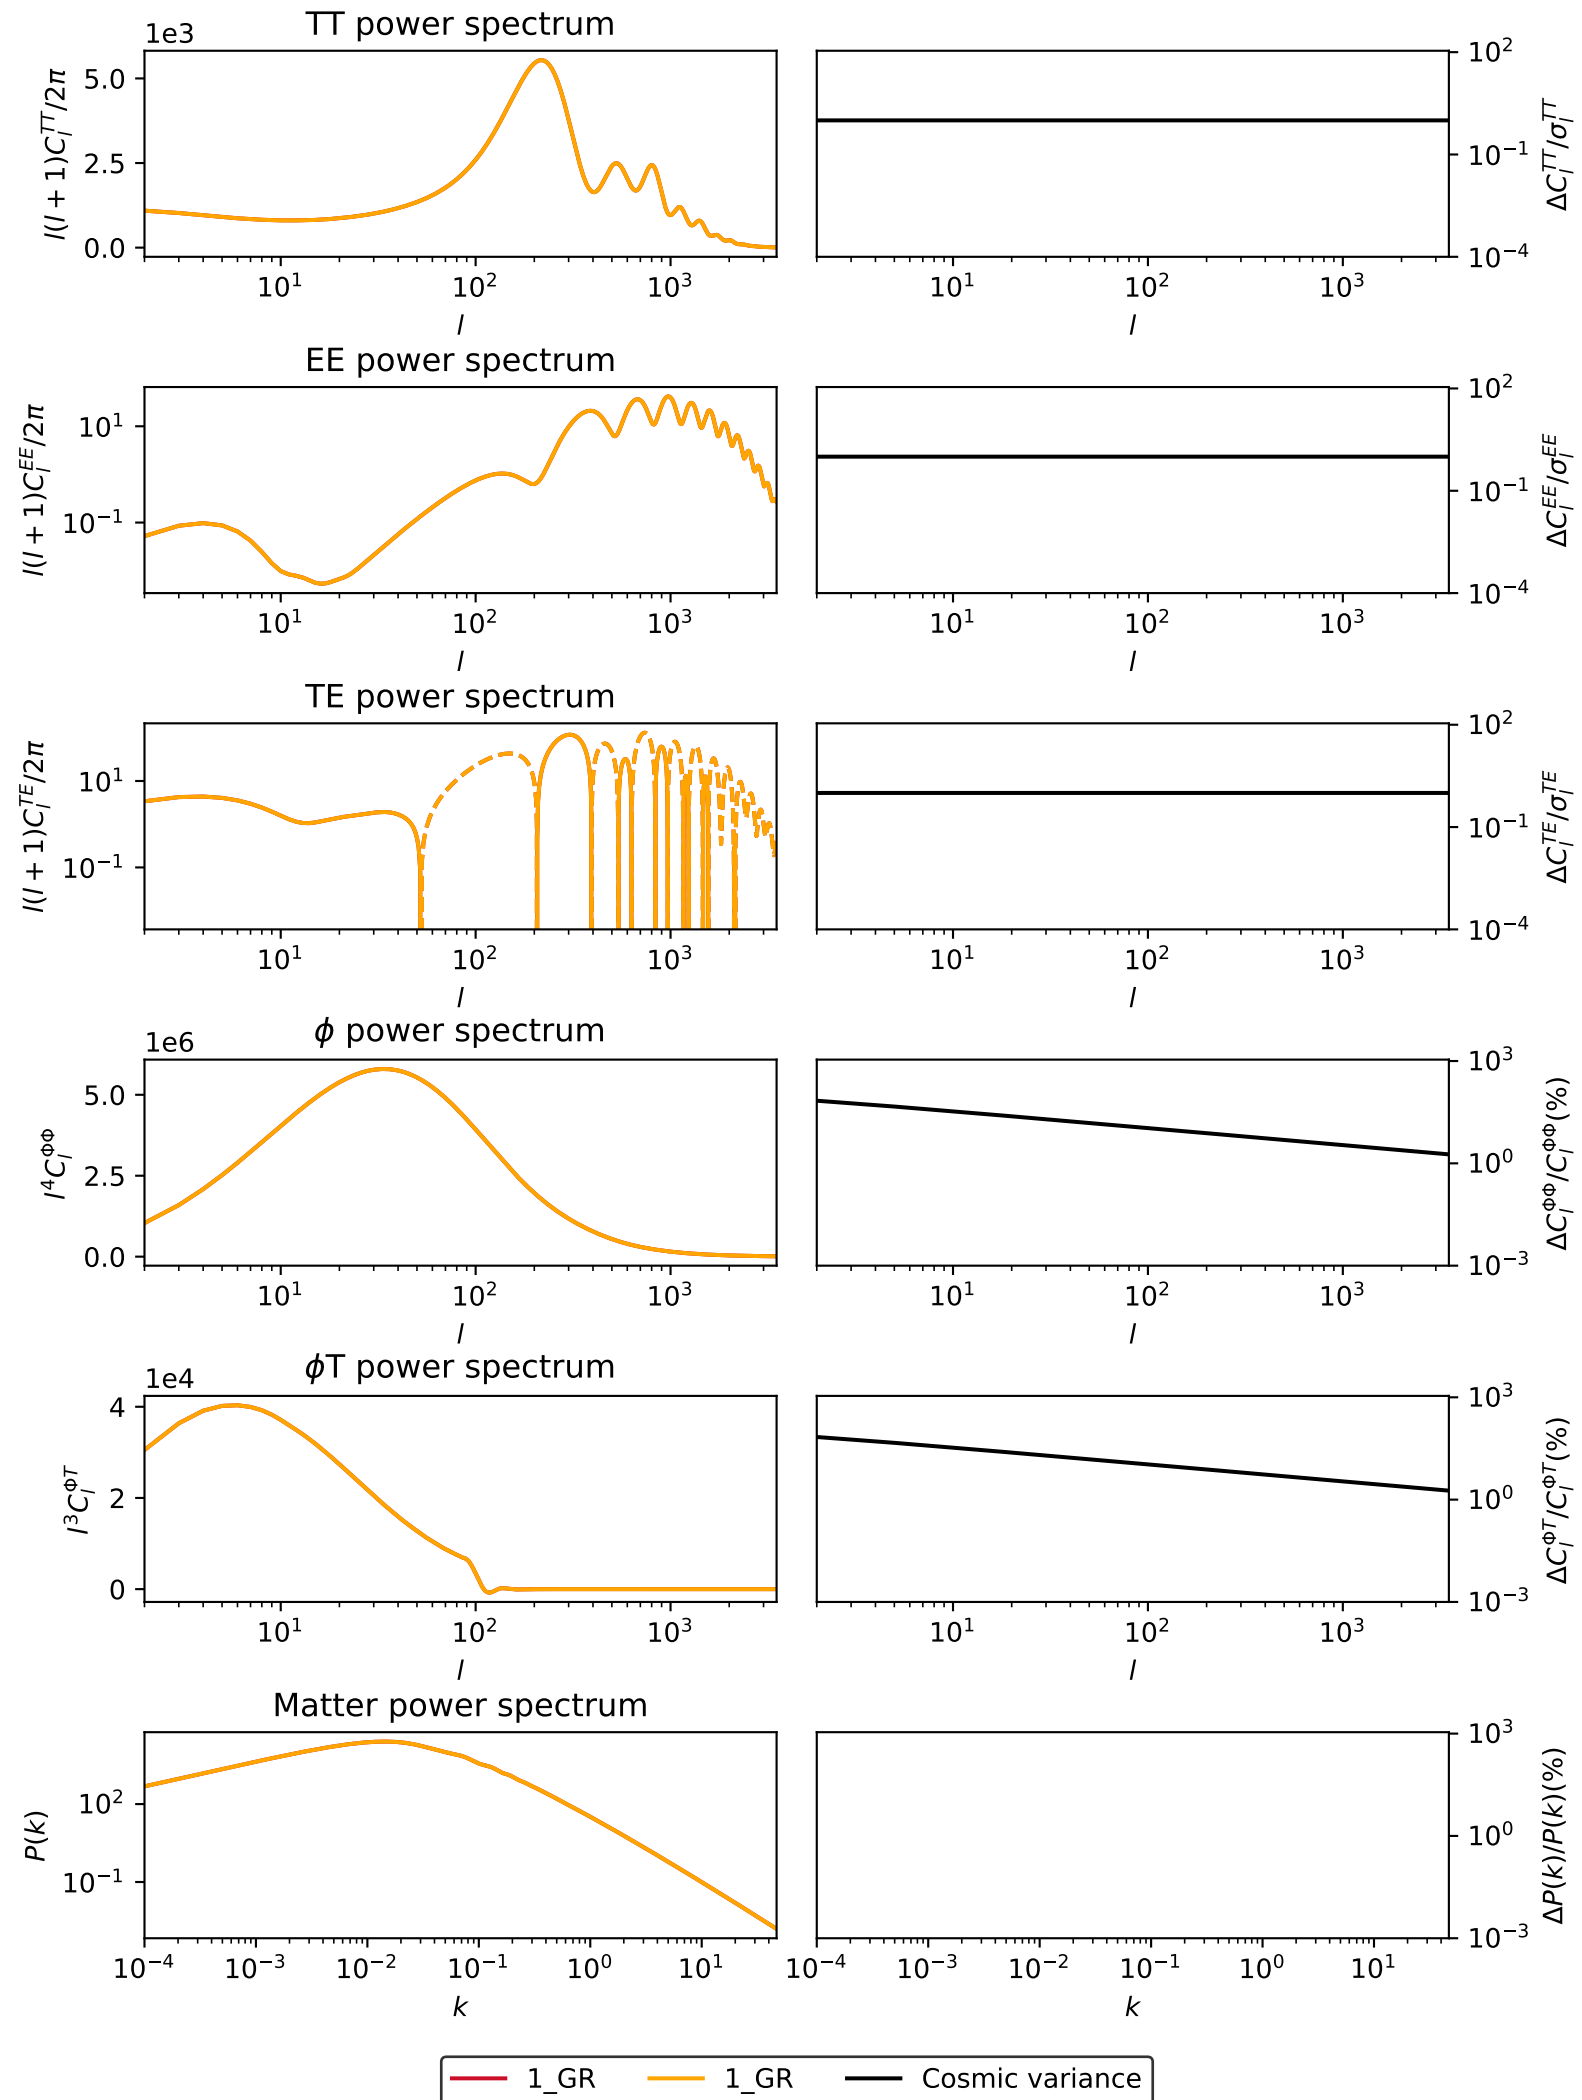 TT power spectrum
1e3
l(l + 1)C_l^{TT}/2π
5.0
2.5
0.0
10^1 10^2 10^3
l
10^1 10^2 10^3
l
10^2
10^{-1}
10^{-4}
ΔC_l^{TT}/σ_l^{TT}
EE power spectrum
l(l + 1)C_l^{EE}/2π
10^1
10^{-1}
10^1 10^2 10^3
l
10^1 10^2 10^3
l
10^2
10^{-1}
10^{-4}
ΔC_l^{EE}/σ_l^{EE}
TE power spectrum
l(l + 1)C_l^{TE}/2π
10^1
10^{-1}
10^1 10^2 10^3
l
10^1 10^2 10^3
l
10^2
10^{-1}
10^{-4}
ΔC_l^{TE}/σ_l^{TE}
ϕ power spectrum
1e6
l^4C_l^{ΦΦ}
5.0
2.5
0.0
10^1 10^2 10^3
l
10^1 10^2 10^3
l
10^3
10^0
10^{-3}
ΔC_l^{ΦΦ}/C_l^{ΦΦ}(%)
ϕT power spectrum
1e4
l^3C_l^{ΦT}
4
2
0
10^1 10^2 10^3
l
10^1 10^2 10^3
l
10^3
10^0
10^{-3}
ΔC_l^{ΦT}/C_l^{ΦT}(%)
Matter power spectrum
P(k)
10^2
10^{-1}
10^{-4} 10^{-3} 10^{-2} 10^{-1} 10^0 10^1
k
10^{-4} 10^{-3} 10^{-2} 10^{-1} 10^0 10^1
k
10^3
10^0
10^{-3}
ΔP(k)/P(k)(%)
1_GR 1_GR Cosmic variance